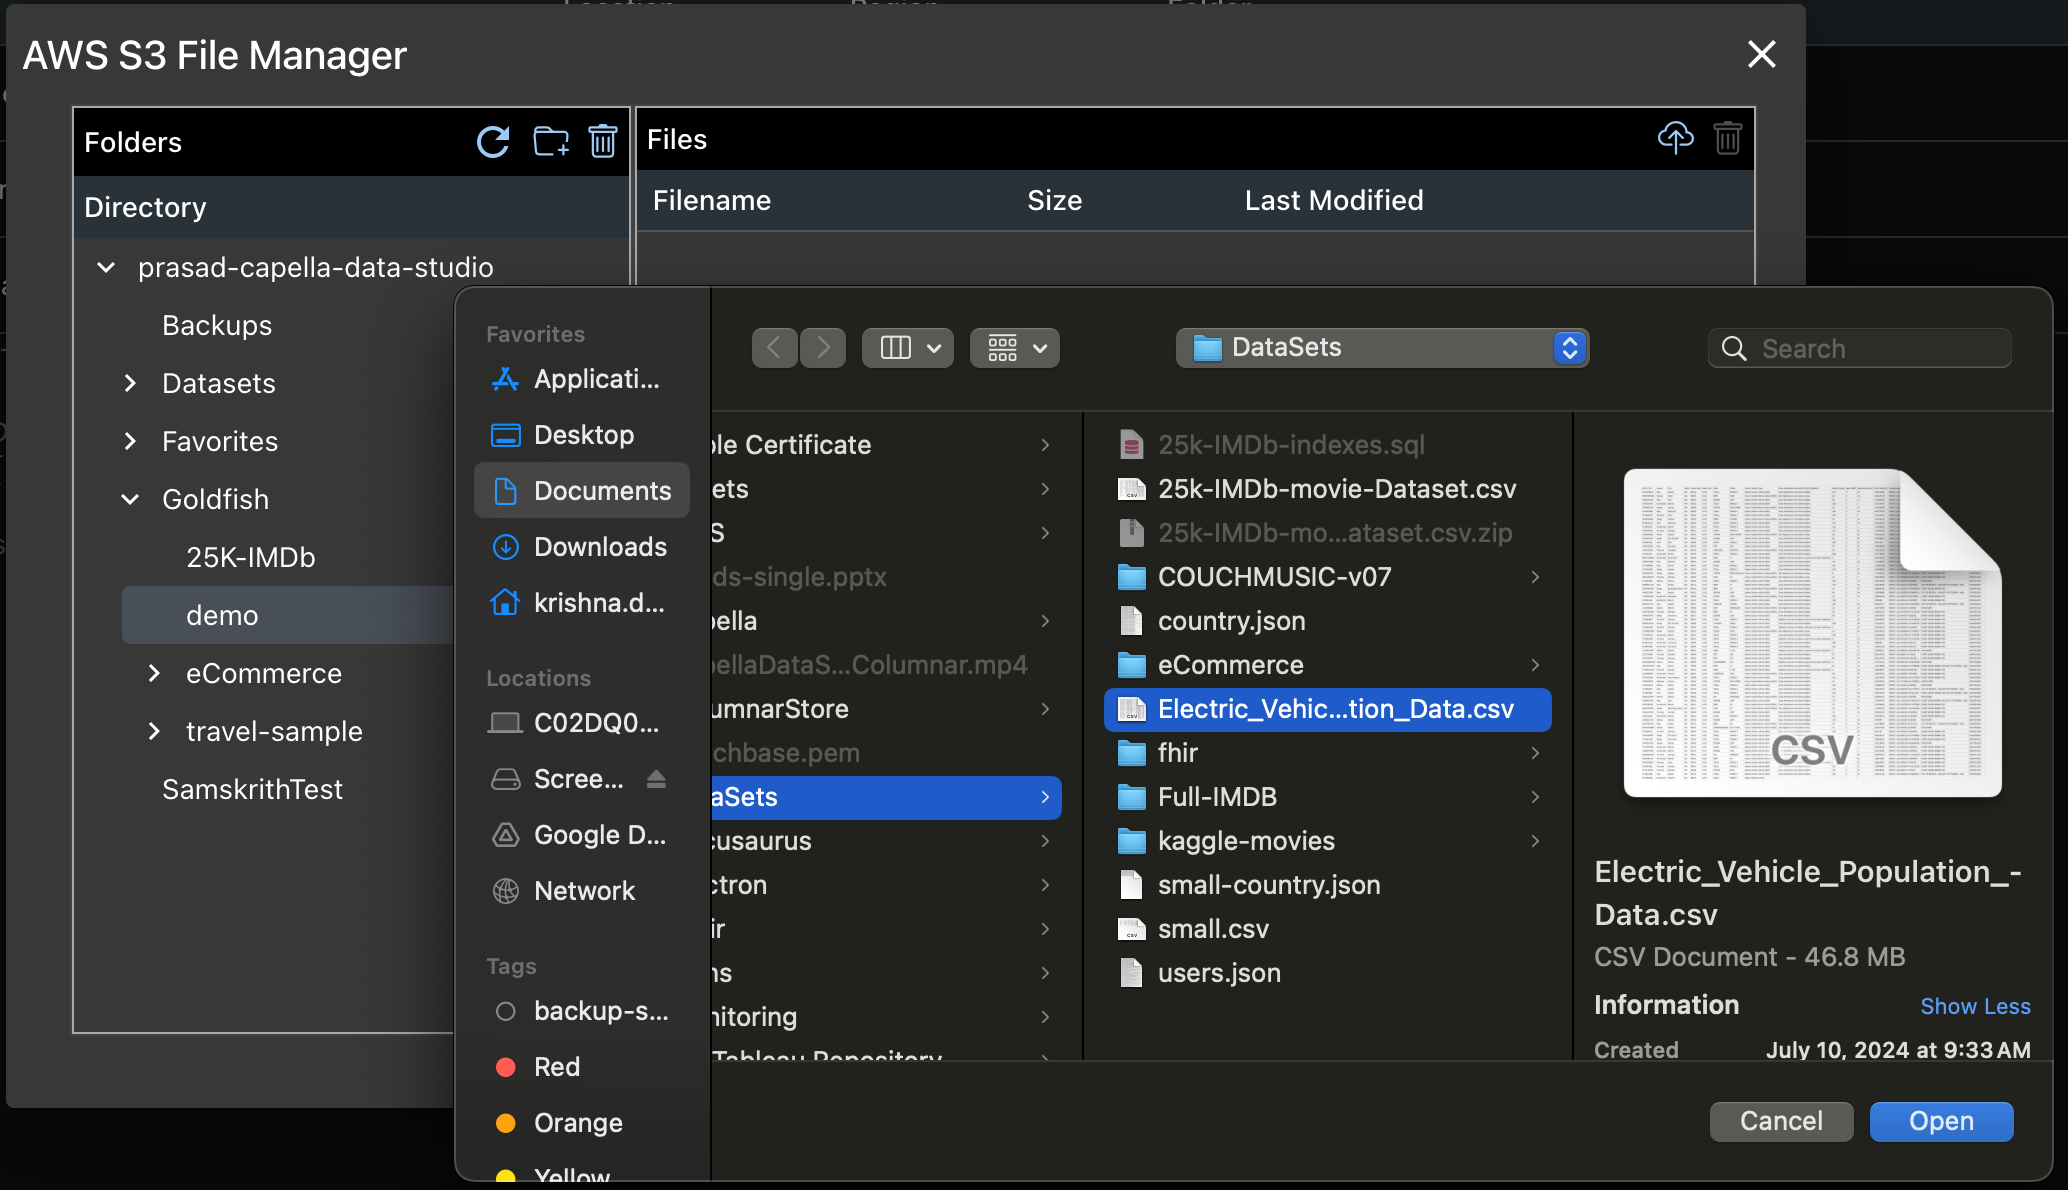 AWS S3 File Manager
Folders
Directory
prasad-capella-data-studio
Backups
Datasets
Favorites
Goldfish
25K-IMDb
demo
eCommerce
travel-sample
SamskrithTest
Files
Filename Size Last Modified
Favorites
Applicati...
Desktop
Documents
Downloads
krishna.d...
Locations
C02DQ0...
Scree...
Google D...
Network
Tags
backup-s...
Red
Orange
Yellow
DataSets
Search
ple Certificate
ets
S
ds-single.pptx
pella
pellaDataS...Columnar.mp4
umnarStore
chbase.pem
aSets
cusaurus
ctron
ir
ns
nitoring
Tableau Repository
25k-IMDb-indexes.sql
25k-IMDb-movie-Dataset.csv
25k-IMDb-mo...ataset.csv.zip
COUCHMUSIC-v07
country.json
eCommerce
Electric_Vehic...tion_Data.csv
fhir
Full-IMDB
kaggle-movies
small-country.json
small.csv
users.json
CSV
Electric_Vehicle_Population_-
Data.csv
CSV Document - 46.8 MB
Information Show Less
Created July 10, 2024 at 9:33 AM
Cancel Open